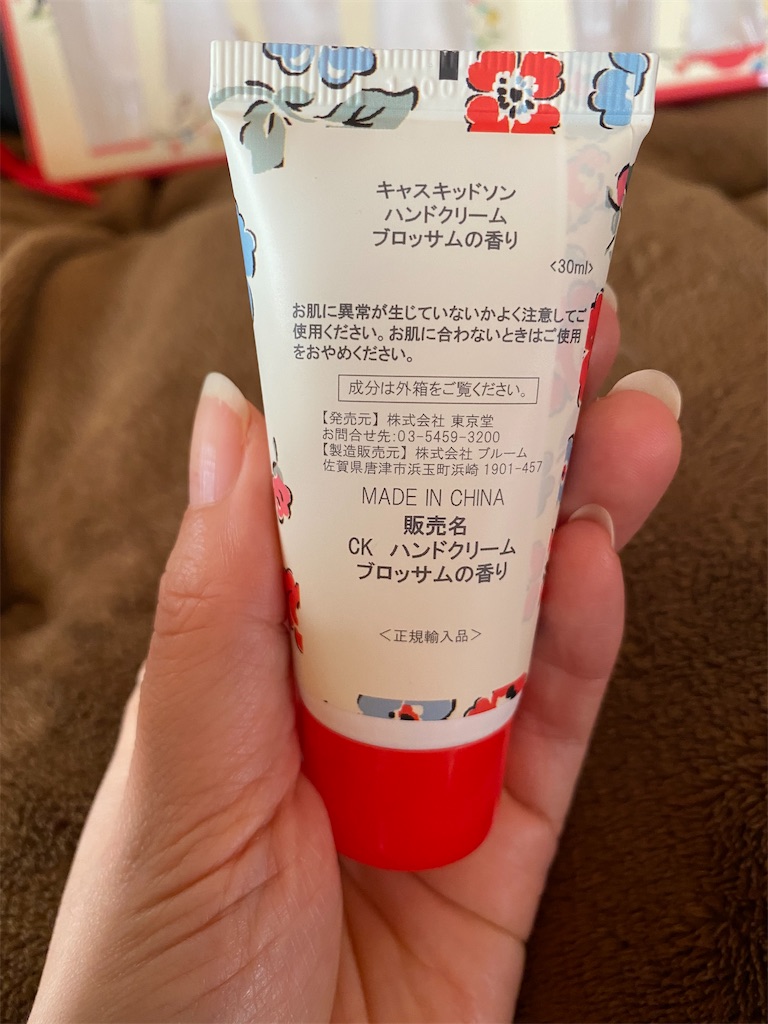 キャスキッドソン
ハンドクリーム
ブロッサムの香り
<30ml>
お肌に異常が生じていないかよく注意してご
使用ください。お肌に合わないときはご使用
をおやめください。
成分は外箱をご覧ください。
【発売元】株式会社 東京堂
お問合せ先:03-5459-3200
【製造販売元】株式会社 ブルーム
佐賀県唐津市浜玉町浜崎 1901-457
MADE IN CHINA
販売名
CK ハンドクリーム
ブロッサムの香り
<正規輸入品>